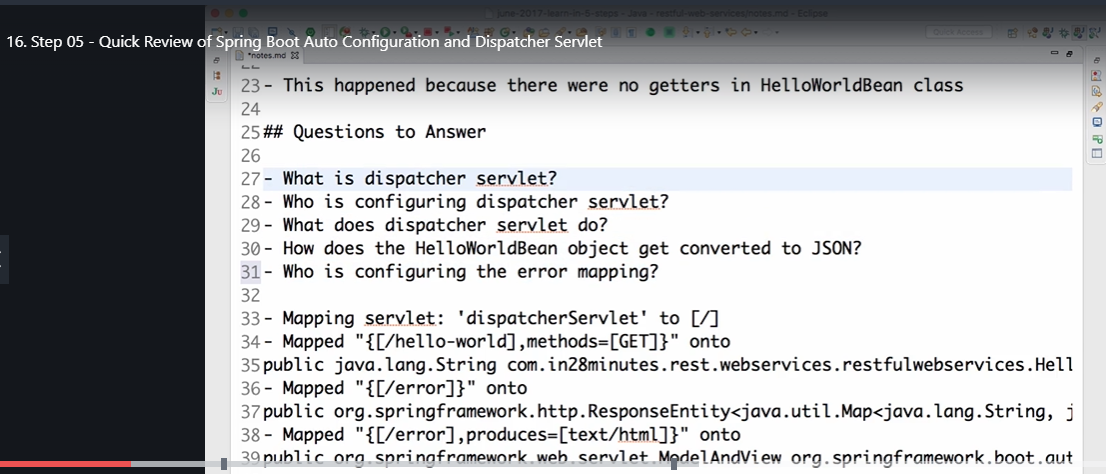 june-2017-learn-in-5-steps - Java - restful-web-services/notes.md - Eclipse
16. Step 05 - Quick Review of Spring Boot Auto Configuration and Dispatcher Servlet
Quick Access
*notes.md
23 - This happened because there were no getters in HelloWorldBean class
24
25 ## Questions to Answer
26
27 - What is dispatcher servlet?
28 - Who is configuring dispatcher servlet?
29 - What does dispatcher servlet do?
30 - How does the HelloWorldBean object get converted to JSON?
31 - Who is configuring the error mapping?
32
33 - Mapping servlet: 'dispatcherServlet' to [/]
34 - Mapped "{[/hello-world],methods=[GET]}" onto
35 public java.lang.String com.in28minutes.rest.webservices.restfulwebservices.Hell
36 - Mapped "{[/error]}" onto
37 public org.springframework.http.ResponseEntity<java.util.Map<java.lang.String, j
38 - Mapped "{[/error],produces=[text/html]}" onto
39 public org.springframework.web.servlet.ModelAndView org.springframework.boot.aut